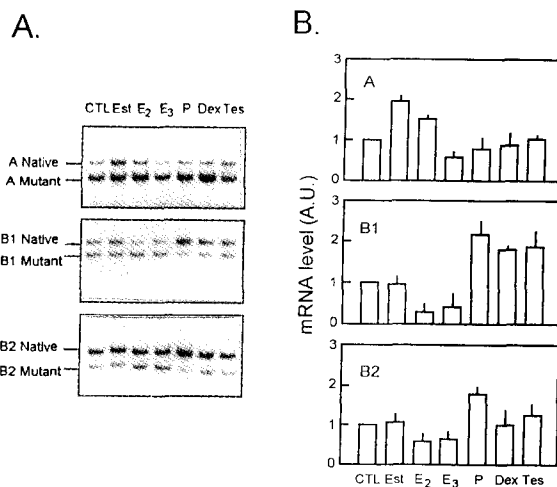 A.
CTL Est E₂ E₃ P Dex Tes
A Native
A Mutant
B1 Native
B1 Mutant
B2 Native
B2 Mutant
B.
mRNA level (A.U.)
3
A
2
1
0
3
B1
2
1
0
3
B2
2
1
0
CTL Est E₂ E₃ P Dex Tes